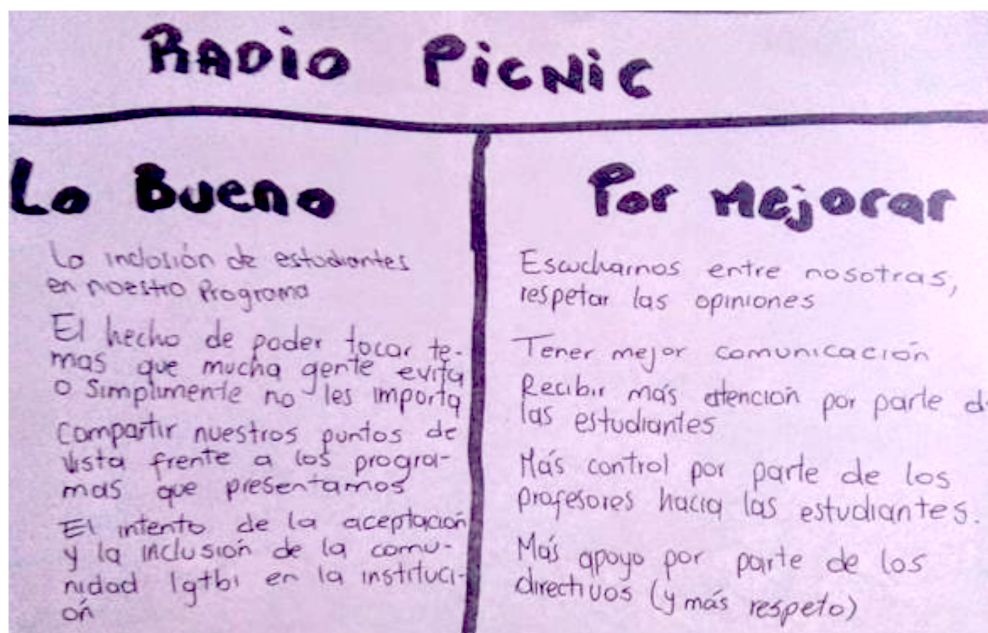 RADio PicNic
Lo Bueno
La inclusión de estudiantes
en nuestro Programa
El hecho de poder tocar te-
mas que mucha gente evita
o Simplimente no les importa
Compartir nuestros puntos de
vista frente a los progra-
mas que presentamos
El intento de la aceptación
y la inclusión de la comu-
nidad lgtbi en la instituci-
ón
Por Mejorar
Escucharnos entre nosotras,
respetar las opiniones
Tener mejor comunicación
Recibir más atención por parte d
las estudiantes
Más control por parte de los
profesores hacia las estudiantes.
Más apoyo por parte de los
directivos (y más respeto)